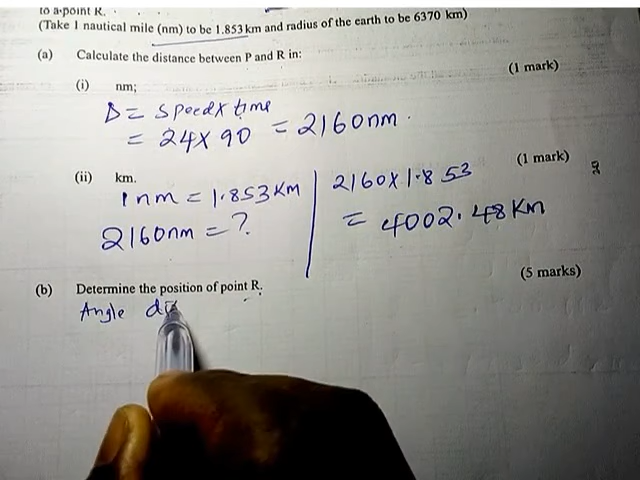 to a point R.
(Take 1 nautical mile (nm) to be 1.853 km and radius of the earth to be 6370 km)
(a) Calculate the distance between P and R in:
(i) nm; (1 mark)
D = Speed x time
= 24 x 90 = 2160nm.
(ii) km. (1 mark)
1nm = 1.853Km
2160nm = ?
2160 x 1.853
= 4002.48 Km
(b) Determine the position of point R. (5 marks)
Angle